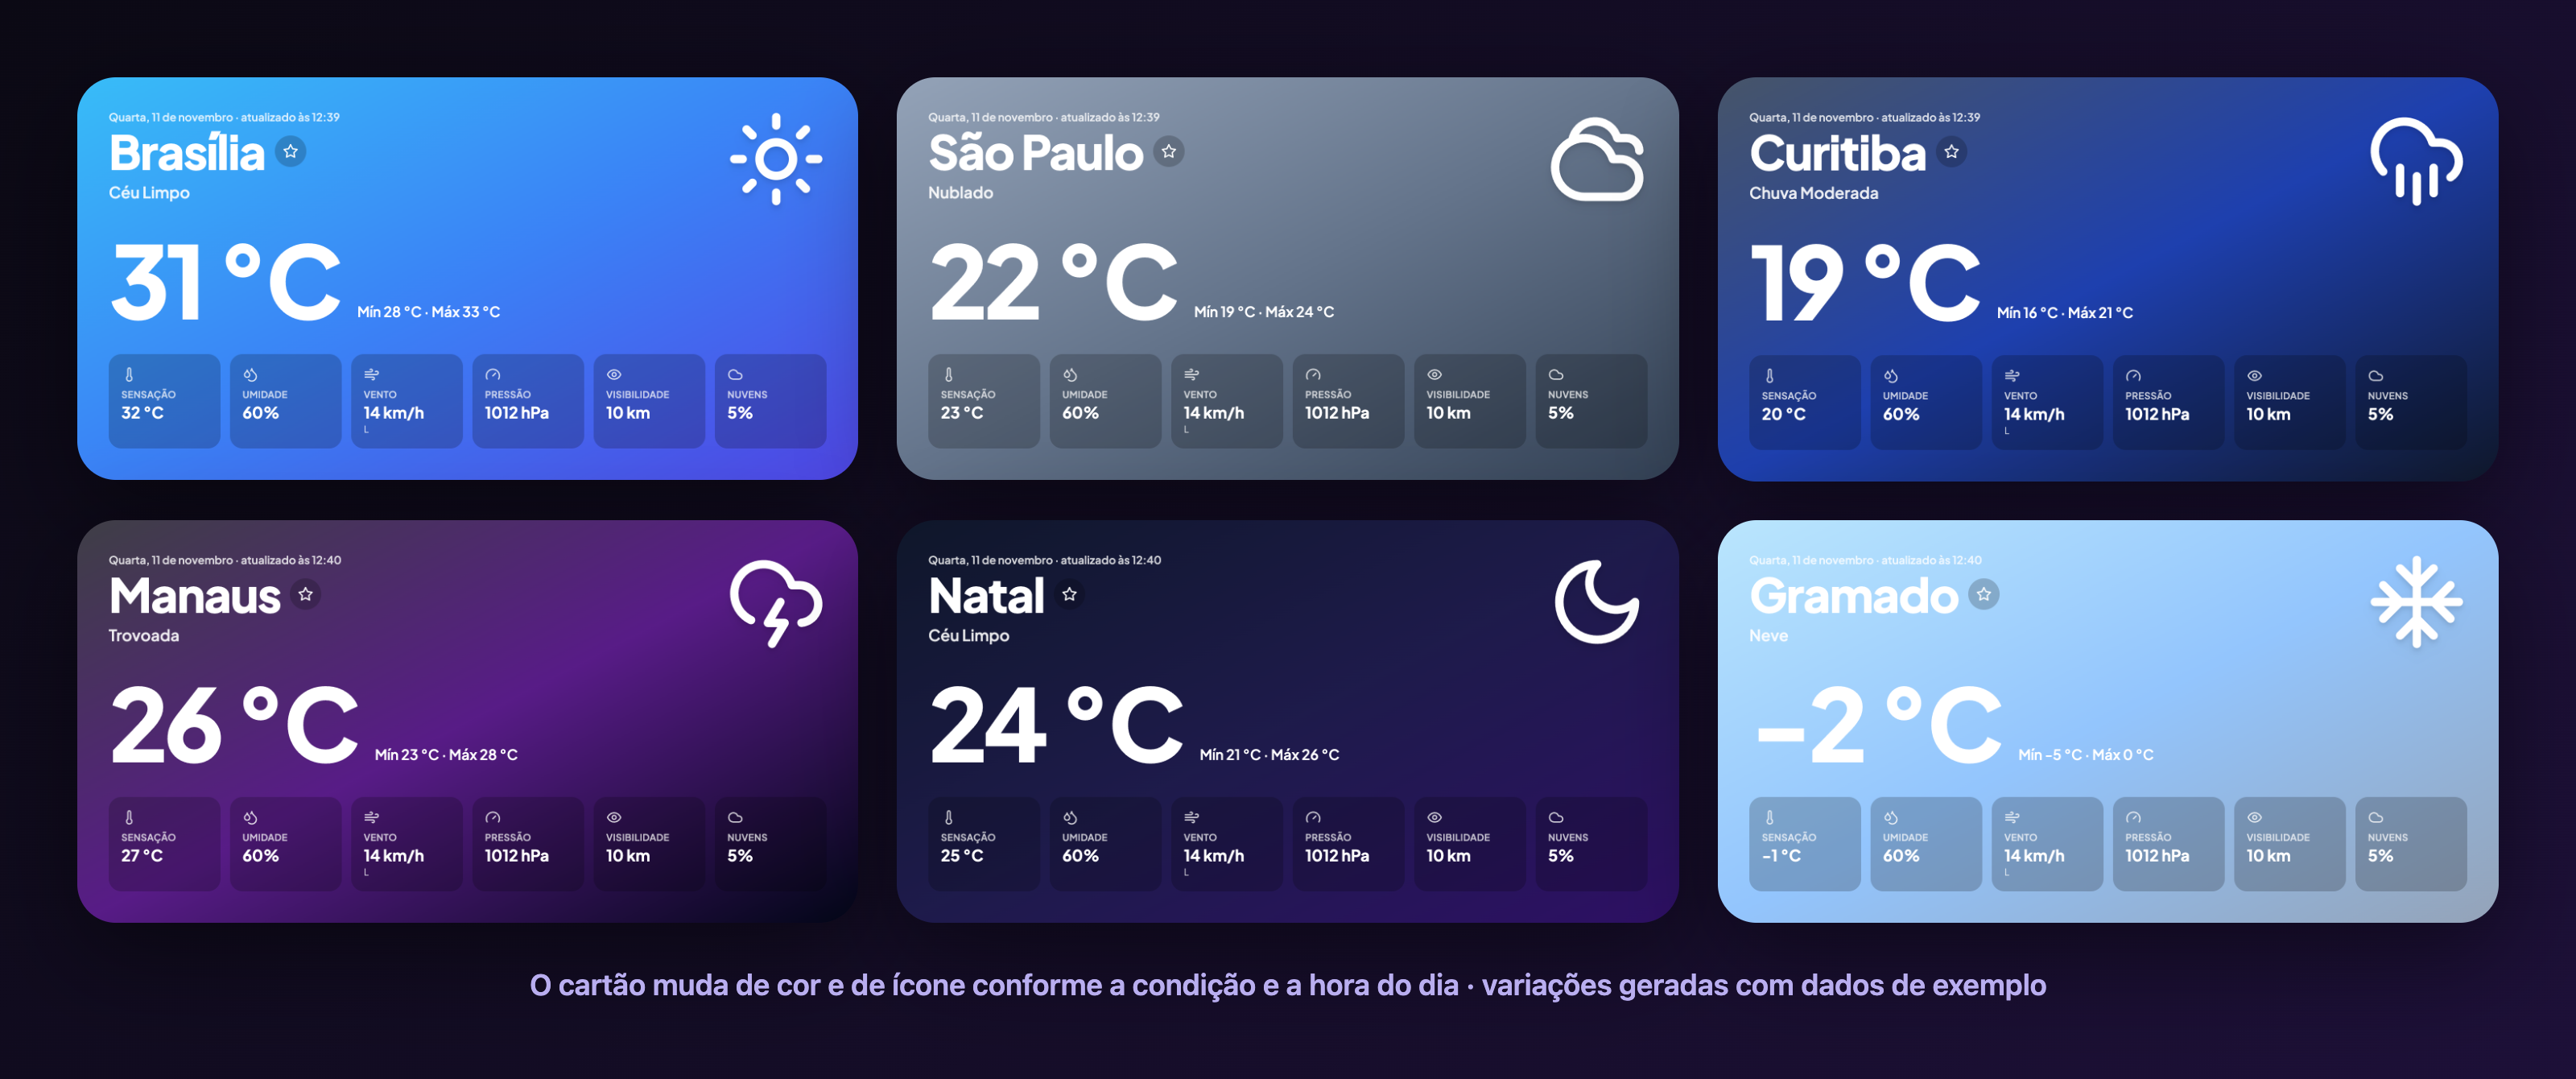 Quarta, 11 de novembro · atualizado às 12:39
Brasília
Céu Limpo
31 °C
Mín 28 °C · Máx 33 °C
SENSAÇÃO
32 °C
UMIDADE
60%
VENTO
14 km/h
L
PRESSÃO
1012 hPa
VISIBILIDADE
10 km
NUVENS
5%
Quarta, 11 de novembro · atualizado às 12:39
São Paulo
Nublado
22 °C
Mín 19 °C · Máx 24 °C
SENSAÇÃO
23 °C
UMIDADE
60%
VENTO
14 km/h
L
PRESSÃO
1012 hPa
VISIBILIDADE
10 km
NUVENS
5%
Quarta, 11 de novembro · atualizado às 12:39
Curitiba
Chuva Moderada
19 °C
Mín 16 °C · Máx 21 °C
SENSAÇÃO
20 °C
UMIDADE
60%
VENTO
14 km/h
L
PRESSÃO
1012 hPa
VISIBILIDADE
10 km
NUVENS
5%
Quarta, 11 de novembro · atualizado às 12:40
Manaus
Trovoada
26 °C
Mín 23 °C · Máx 28 °C
SENSAÇÃO
27 °C
UMIDADE
60%
VENTO
14 km/h
L
PRESSÃO
1012 hPa
VISIBILIDADE
10 km
NUVENS
5%
Quarta, 11 de novembro · atualizado às 12:40
Natal
Céu Limpo
24 °C
Mín 21 °C · Máx 26 °C
SENSAÇÃO
25 °C
UMIDADE
60%
VENTO
14 km/h
L
PRESSÃO
1012 hPa
VISIBILIDADE
10 km
NUVENS
5%
Quarta, 11 de novembro · atualizado às 12:40
Gramado
Neve
-2 °C
Mín -5 °C · Máx 0 °C
SENSAÇÃO
-1 °C
UMIDADE
60%
VENTO
14 km/h
L
PRESSÃO
1012 hPa
VISIBILIDADE
10 km
NUVENS
5%
O cartão muda de cor e de ícone conforme a condição e a hora do dia · variações geradas com dados de exemplo